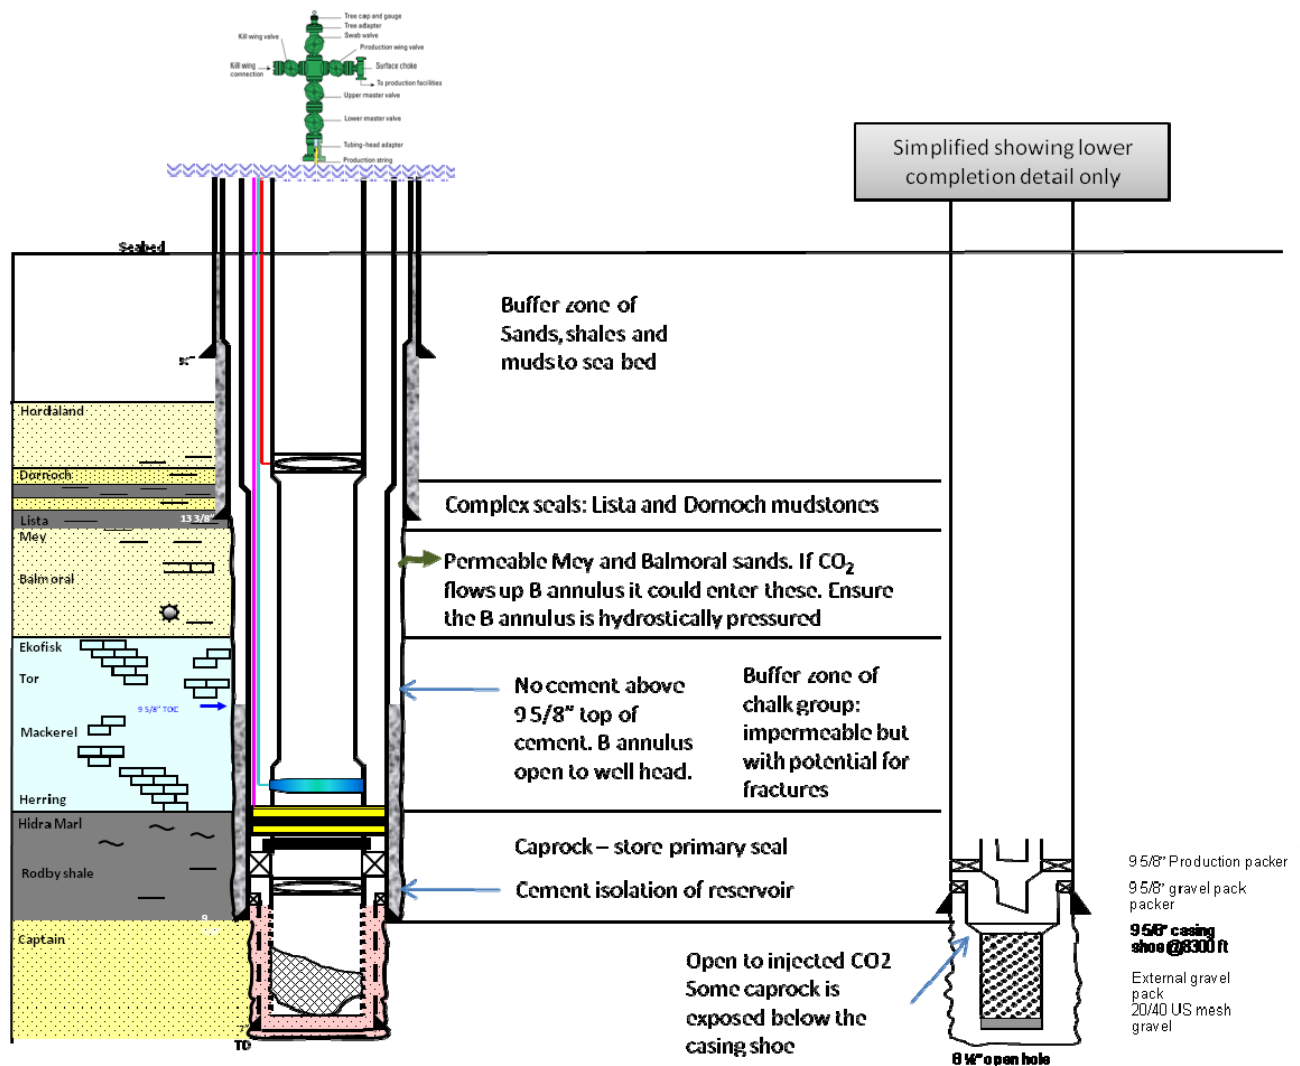 Tree cap and gauge
Tree adapter
Swab valve
Kill wing valve
Production wing valve
Kill wing
connection
Surface choke
To production facilities
Upper master valve
Lower master valve
Tubing-head adapter
Production string
Simplified showing lower
completion detail only
Seabed
Buffer zone of
Sands, shales and
muds to sea bed
Hordaland
Dornoch
Complex seals: Lista and Dornoch mudstones
Lista
13 3/8"
Mey
Balmoral
Permeable Mey and Balmoral sands. If CO2
flows up B annulus it could enter these. Ensure
the B annulus is hydrostically pressured
Ekofisk
Tor
9 5/8" TOC
Mackerel
Herring
No cement above
9 5/8" top of
cement. B annulus
open to well head.
Buffer zone of
chalk group:
impermeable but
with potential for
fractures
Hidra Marl
Rodby shale
Caprock – store primary seal
Cement isolation of reservoir
9
Captain
7"
TD
Open to injected CO2
Some caprock is
exposed below the
casing shoe
9 5/8" Production packer
9 5/8" gravel pack
packer
9 5/8" casing
shoe @8300 ft
External gravel
pack
20/40 US mesh
gravel
8 ½" open hole